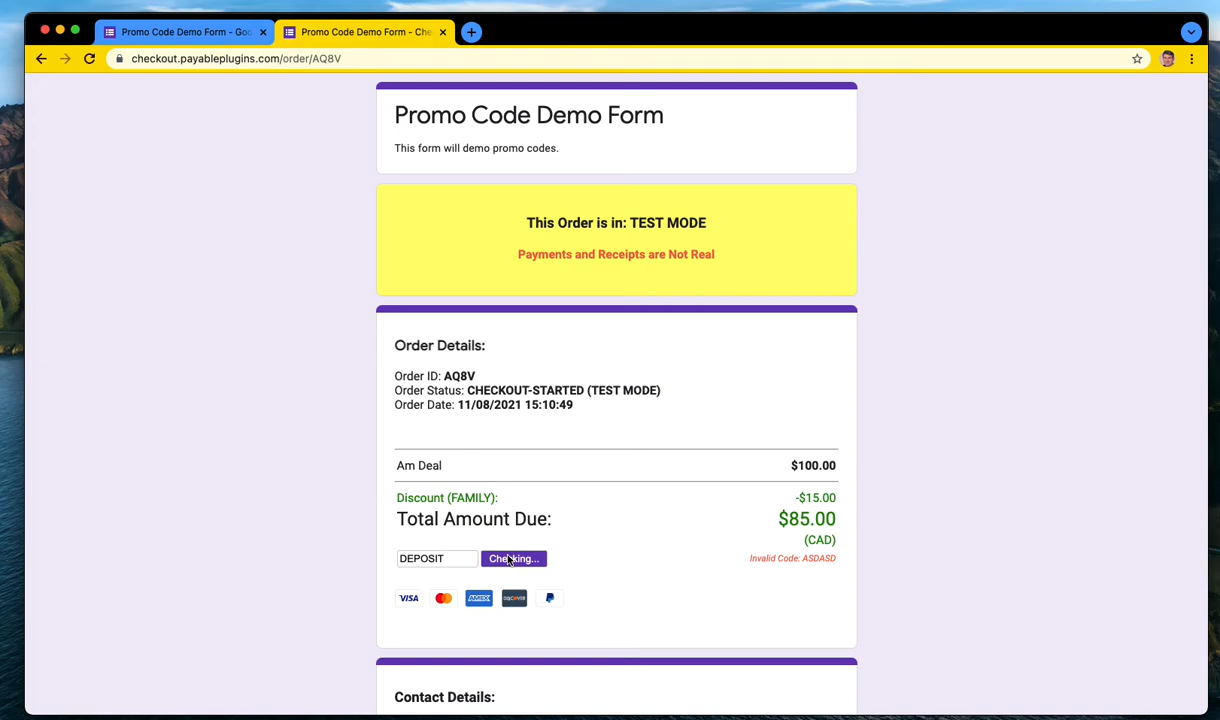 Promo Code Demo Form - Goo
Promo Code Demo Form - Che
checkout.payableplugins.com/order/AQ8V
Promo Code Demo Form
This form will demo promo codes.
This Order is in: TEST MODE
Payments and Receipts are Not Real
Order Details:
Order ID: AQ8V
Order Status: CHECKOUT-STARTED (TEST MODE)
Order Date: 11/08/2021 15:10:49
Am Deal $100.00
Discount (FAMILY): -$15.00
Total Amount Due: $85.00
(CAD)
DEPOSIT Checking... Invalid Code: ASDASD
VISA AMEX DISCOVER
Contact Details: